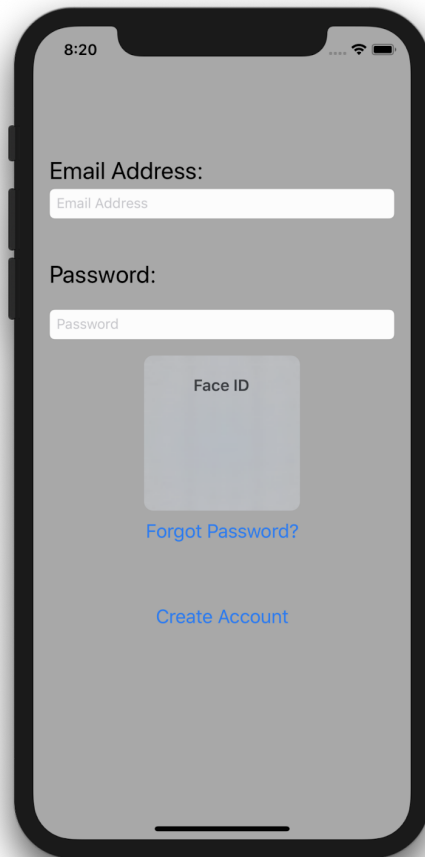 8:20
Email Address:
Email Address
Password:
Password
Face ID
Forgot Password?
Create Account